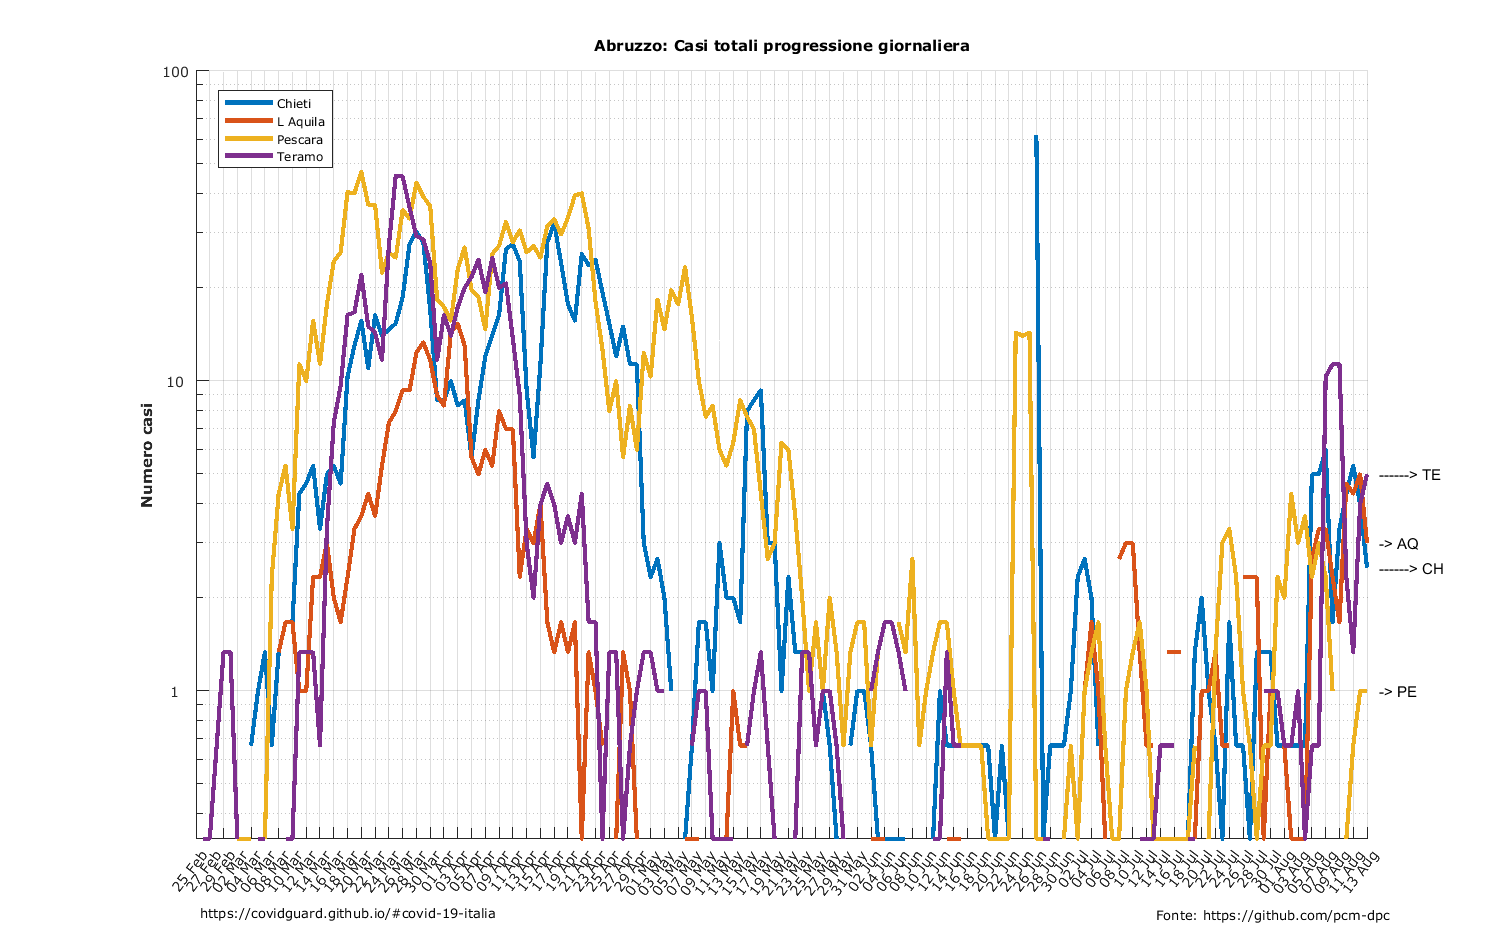 Abruzzo: Casi totali progressione giornaliera
100
10
1
Numero casi
Chieti
L Aquila
Pescara
Teramo
------> TE
-> AQ
------> CH
-> PE
25 Feb
27 Feb
29 Feb
02 Mar
04 Mar
06 Mar
08 Mar
10 Mar
12 Mar
14 Mar
16 Mar
18 Mar
20 Mar
22 Mar
24 Mar
26 Mar
28 Mar
30 Mar
01 Apr
03 Apr
05 Apr
07 Apr
09 Apr
11 Apr
13 Apr
15 Apr
17 Apr
19 Apr
21 Apr
23 Apr
25 Apr
27 Apr
29 Apr
01 May
03 May
05 May
07 May
09 May
11 May
13 May
15 May
17 May
19 May
21 May
23 May
25 May
27 May
29 May
31 May
02 Jun
04 Jun
06 Jun
08 Jun
10 Jun
12 Jun
14 Jun
16 Jun
18 Jun
20 Jun
22 Jun
24 Jun
26 Jun
28 Jun
30 Jun
02 Jul
04 Jul
06 Jul
08 Jul
10 Jul
12 Jul
14 Jul
16 Jul
18 Jul
20 Jul
22 Jul
24 Jul
26 Jul
28 Jul
30 Jul
01 Aug
03 Aug
05 Aug
07 Aug
09 Aug
11 Aug
13 Aug
https://covidguard.github.io/#covid-19-italia
Fonte: https://github.com/pcm-dpc